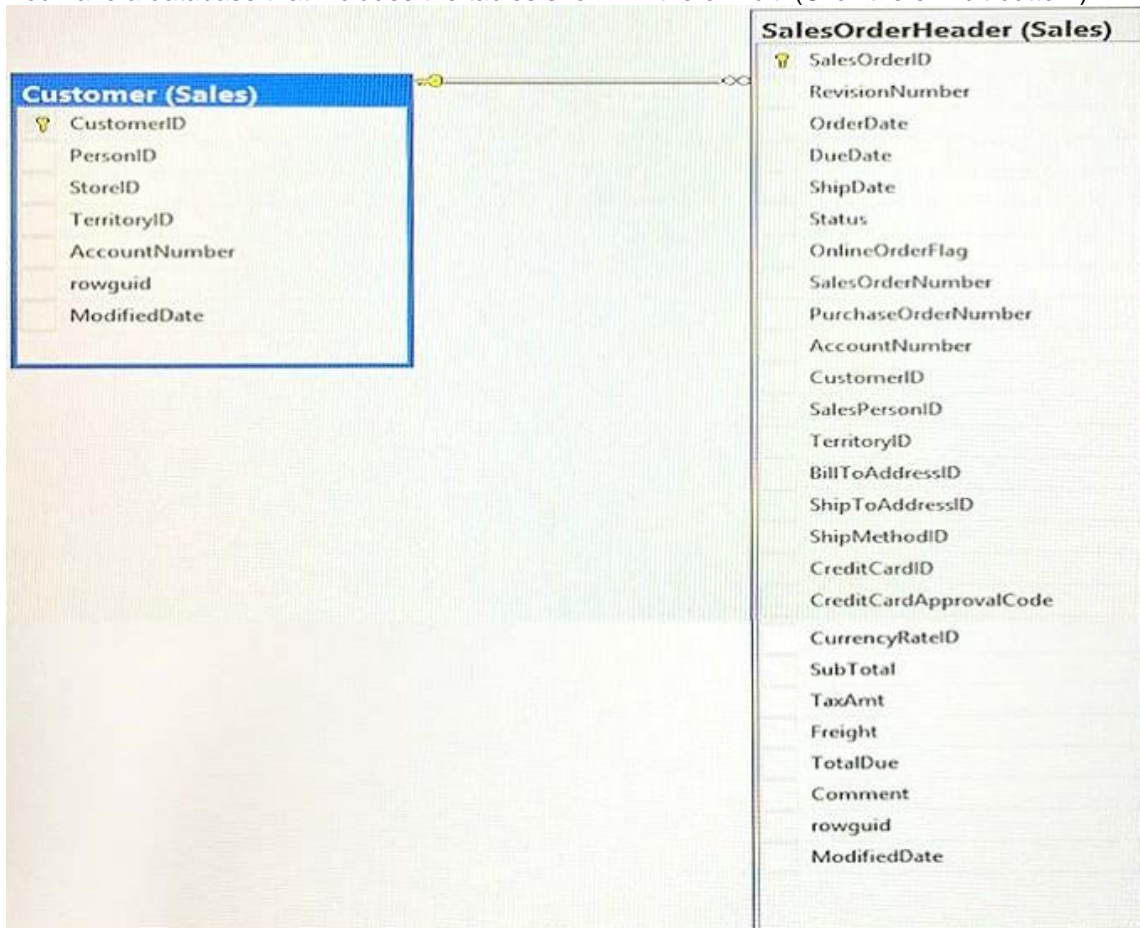 Customer (Sales)
CustomerID
PersonID
StoreID
TerritoryID
AccountNumber
rowguid
ModifiedDate
SalesOrderHeader (Sales)
SalesOrderID
RevisionNumber
OrderDate
DueDate
ShipDate
Status
OnlineOrderFlag
SalesOrderNumber
PurchaseOrderNumber
AccountNumber
CustomerID
SalesPersonID
TerritoryID
BillToAddressID
ShipToAddressID
ShipMethodID
CreditCardID
CreditCardApprovalCode
CurrencyRateID
SubTotal
TaxAmt
Freight
TotalDue
Comment
rowguid
ModifiedDate